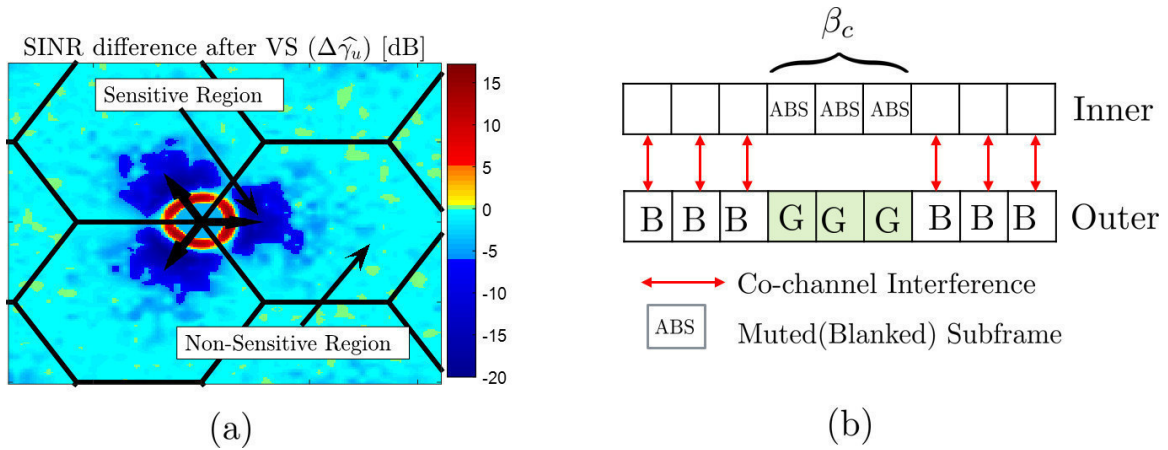 SINR difference after VS (Δγ̂ᵤ) [dB]
Sensitive Region
Non-Sensitive Region
15
10
5
0
-5
-10
-15
-20
(a)
β_c
ABS ABS ABS
Inner
B B B G G G B B B
Outer
Co-channel Interference
ABS
Muted(Blanked) Subframe
(b)